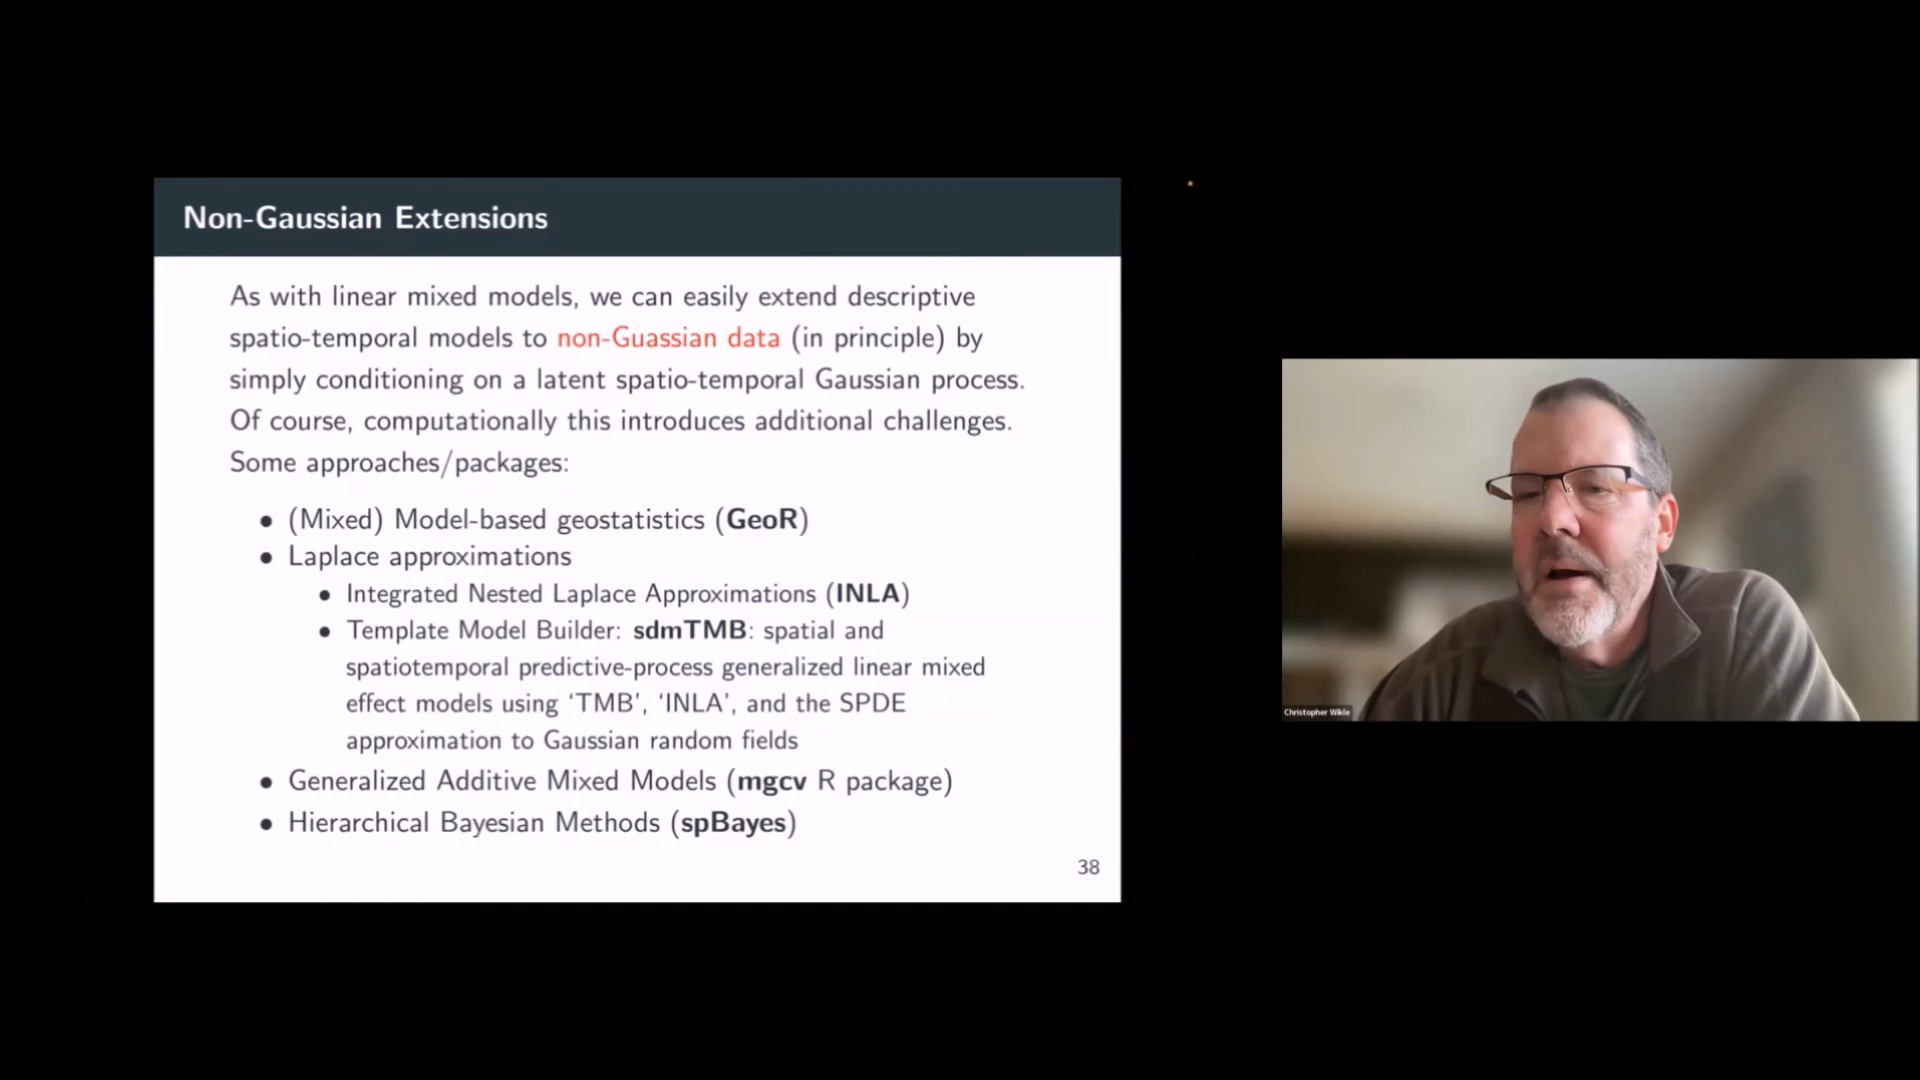 Non-Gaussian Extensions
As with linear mixed models, we can easily extend descriptive
spatio-temporal models to non-Guassian data (in principle) by
simply conditioning on a latent spatio-temporal Gaussian process.
Of course, computationally this introduces additional challenges.
Some approaches/packages:
● (Mixed) Model-based geostatistics (GeoR)
● Laplace approximations
● Integrated Nested Laplace Approximations (INLA)
● Template Model Builder: sdmTMB: spatial and
spatiotemporal predictive-process generalized linear mixed
effect models using ‘TMB’, ‘INLA’, and the SPDE
approximation to Gaussian random fields
● Generalized Additive Mixed Models (mgcv R package)
● Hierarchical Bayesian Methods (spBayes)
38
Christopher Wikle